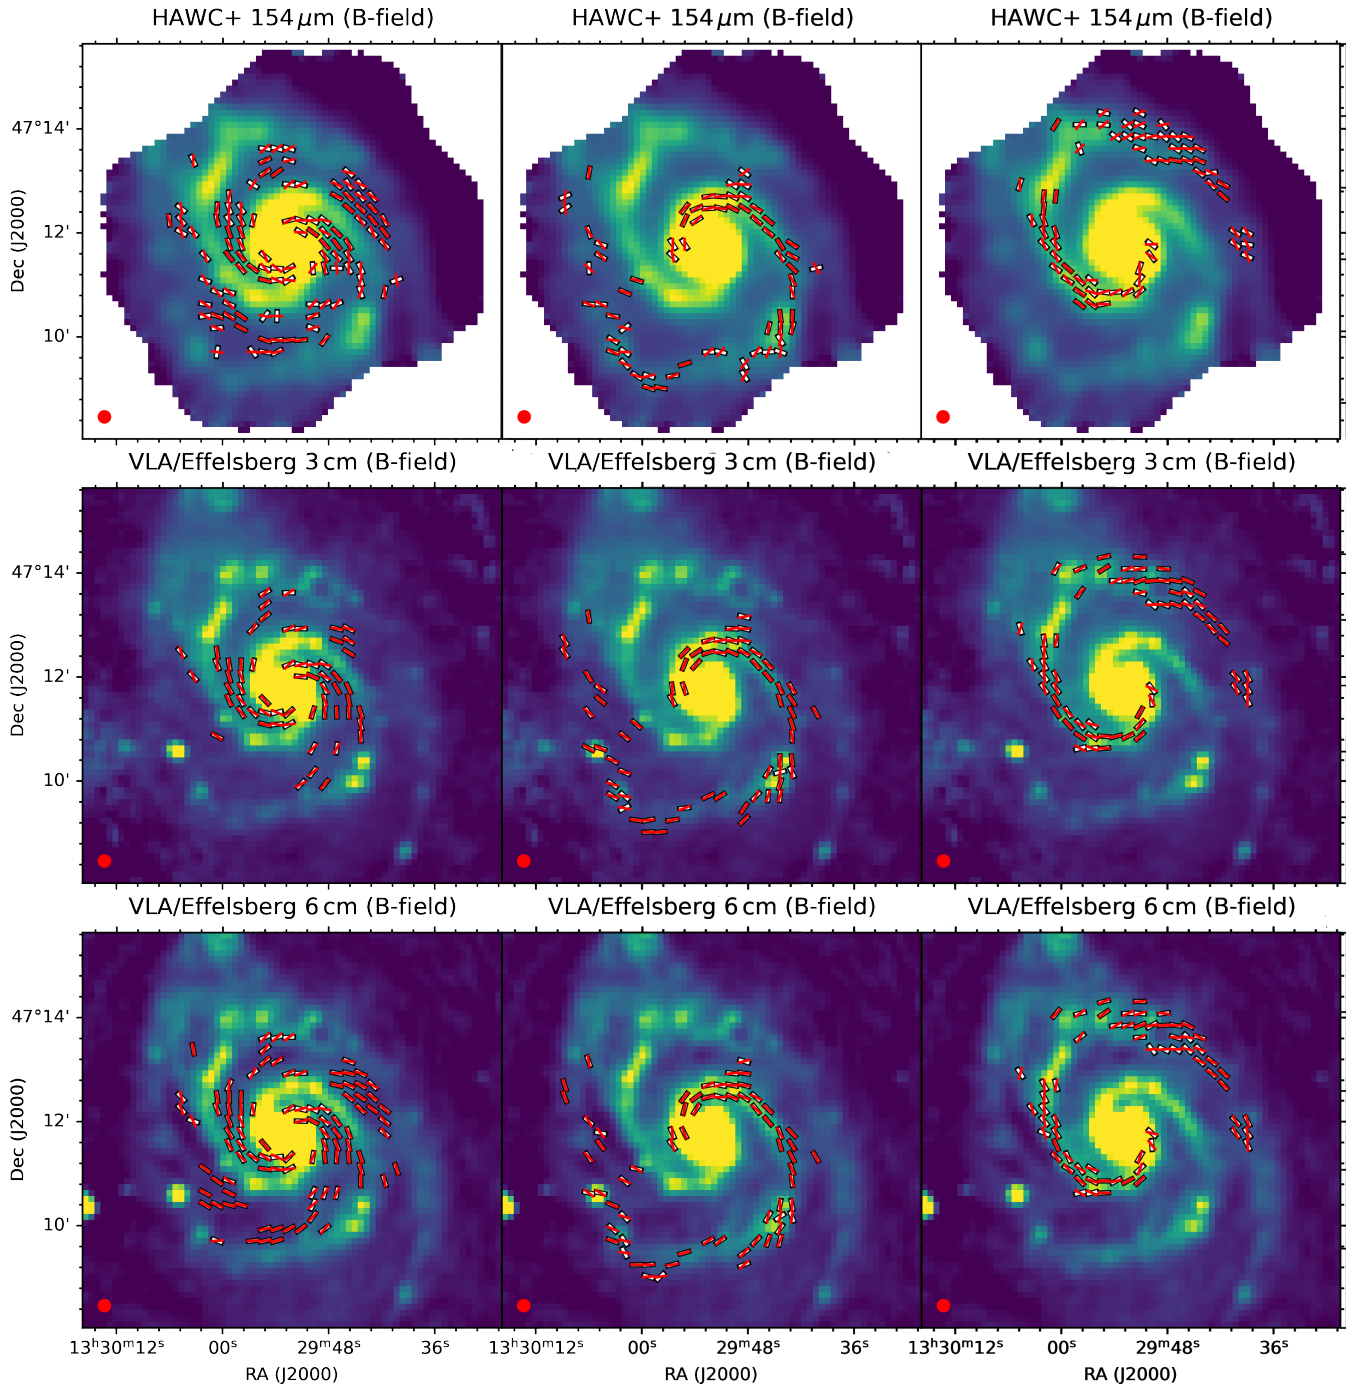 HAWC+ 154 μm (B-field) HAWC+ 154 μm (B-field) HAWC+ 154 μm (B-field)
47°14'
12'
10'
Dec (J2000)
VLA/Effelsberg 3 cm (B-field) VLA/Effelsberg 3 cm (B-field) VLA/Effelsberg 3 cm (B-field)
47°14'
12'
10'
Dec (J2000)
VLA/Effelsberg 6 cm (B-field) VLA/Effelsberg 6 cm (B-field) VLA/Effelsberg 6 cm (B-field)
47°14'
12'
10'
Dec (J2000)
13ʰ30ᵐ12ˢ 00ˢ 29ᵐ48ˢ 36ˢ 00ˢ 29ᵐ48ˢ 36ˢ 00ˢ 29ᵐ48ˢ 36ˢ
RA (J2000) RA (J2000) RA (J2000)